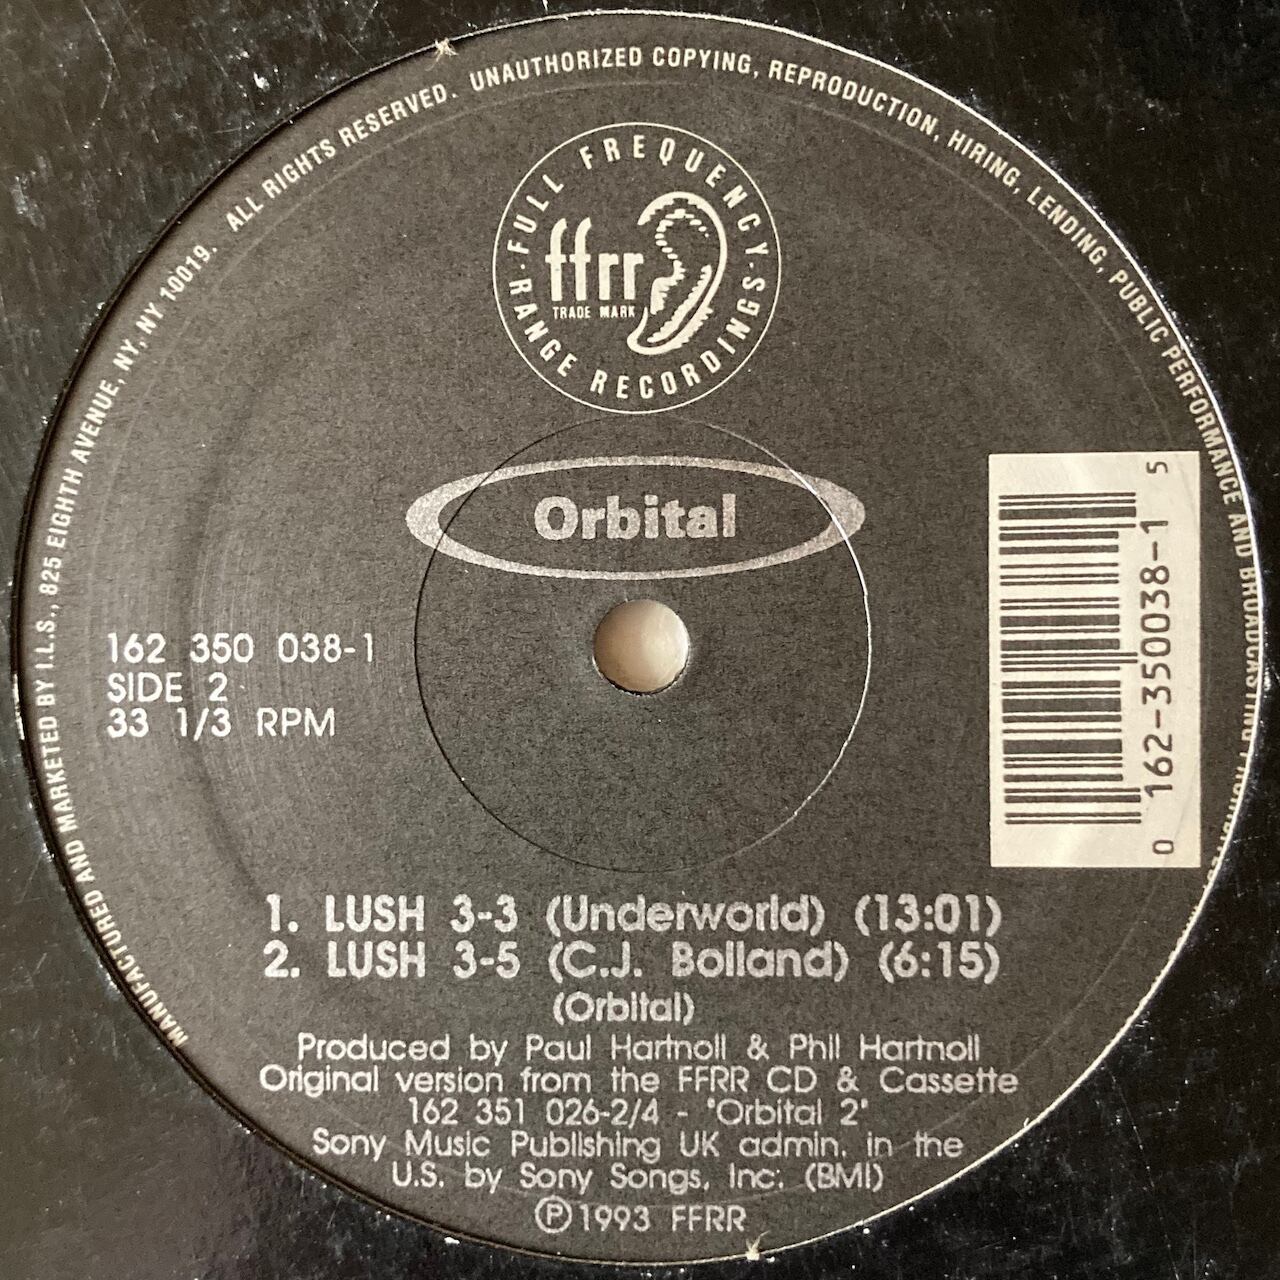 MANUFACTURED AND MARKETED BY I.L.S., 825 EIGHTH AVENUE, NY, NY 10019. ALL RIGHTS RESERVED. UNAUTHORIZED COPYING, REPRODUCTION, HIRING, LENDING, PUBLIC PERFORMANCE AND BROADCASTING
· FULL FREQUENCY ·
RANGE RECORDINGS
ffrr
TRADE MARK
Orbital
162 350 038-1
SIDE 2
33 1/3 RPM
0 162-350038-1 5
1. LUSH 3-3 (Underworld) (13:01)
2. LUSH 3-5 (C.J. Bolland) (6:15)
(Orbital)
Produced by Paul Hartnoll & Phil Hartnoll
Original version from the FFRR CD & Cassette
162 351 026-2/4 - "Orbital 2"
Sony Music Publishing UK admin. in the
U.S. by Sony Songs, Inc. (BMI)
℗ 1993 FFRR